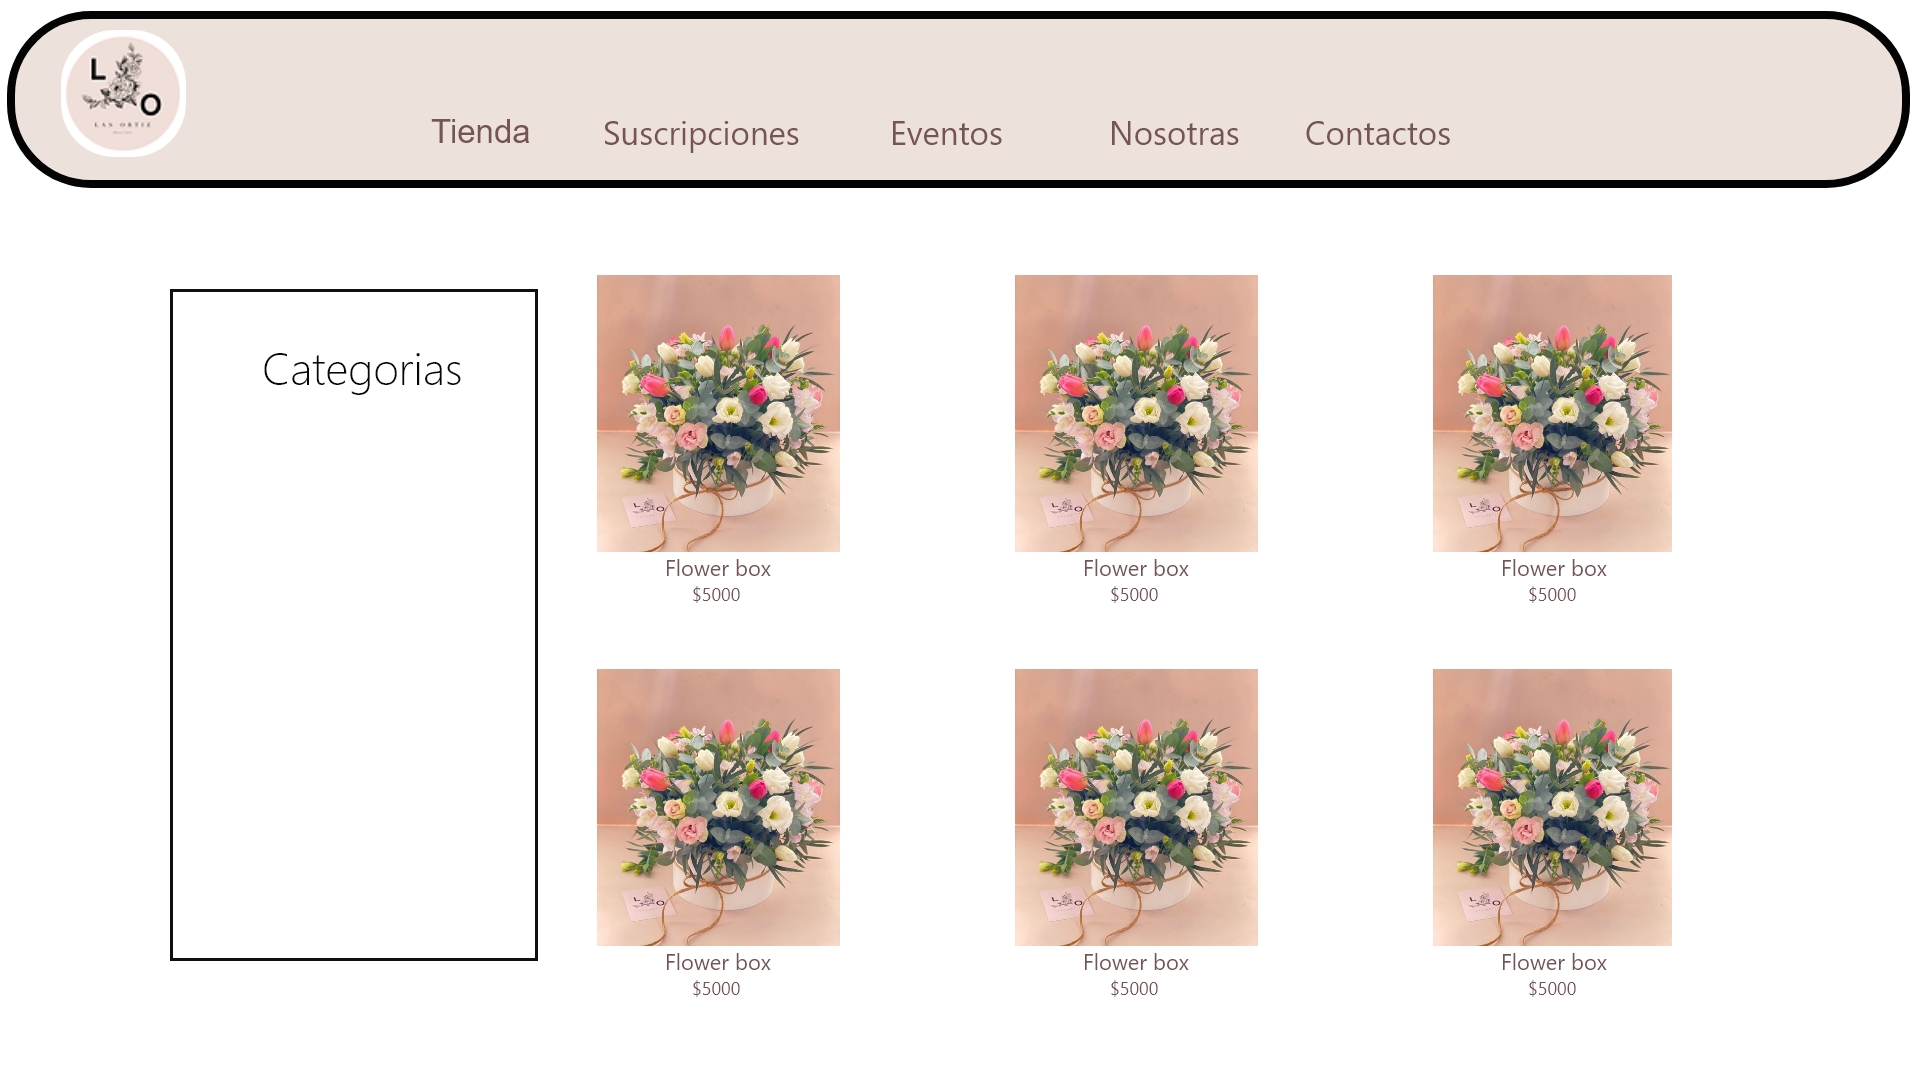 L
O
LAS ORTIZ
Tienda
Suscripciones
Eventos
Nosotras
Contactos
Categorias
Flower box
$5000
Flower box
$5000
Flower box
$5000
Flower box
$5000
Flower box
$5000
Flower box
$5000